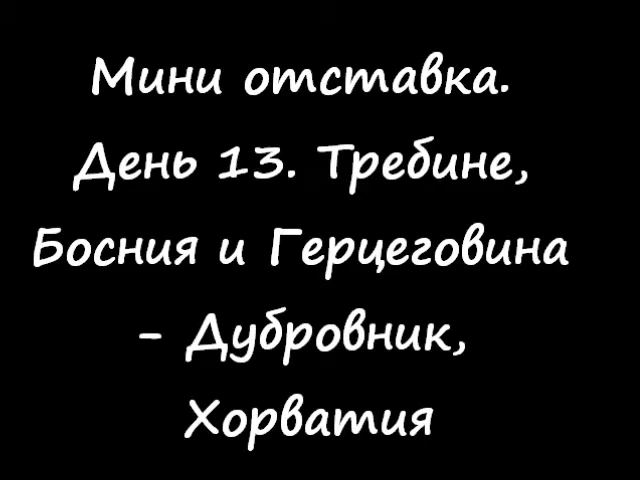 Мини отставка.
День 13. Требине,
Босния и Герцеговина
- Дубровник,
Хорватия